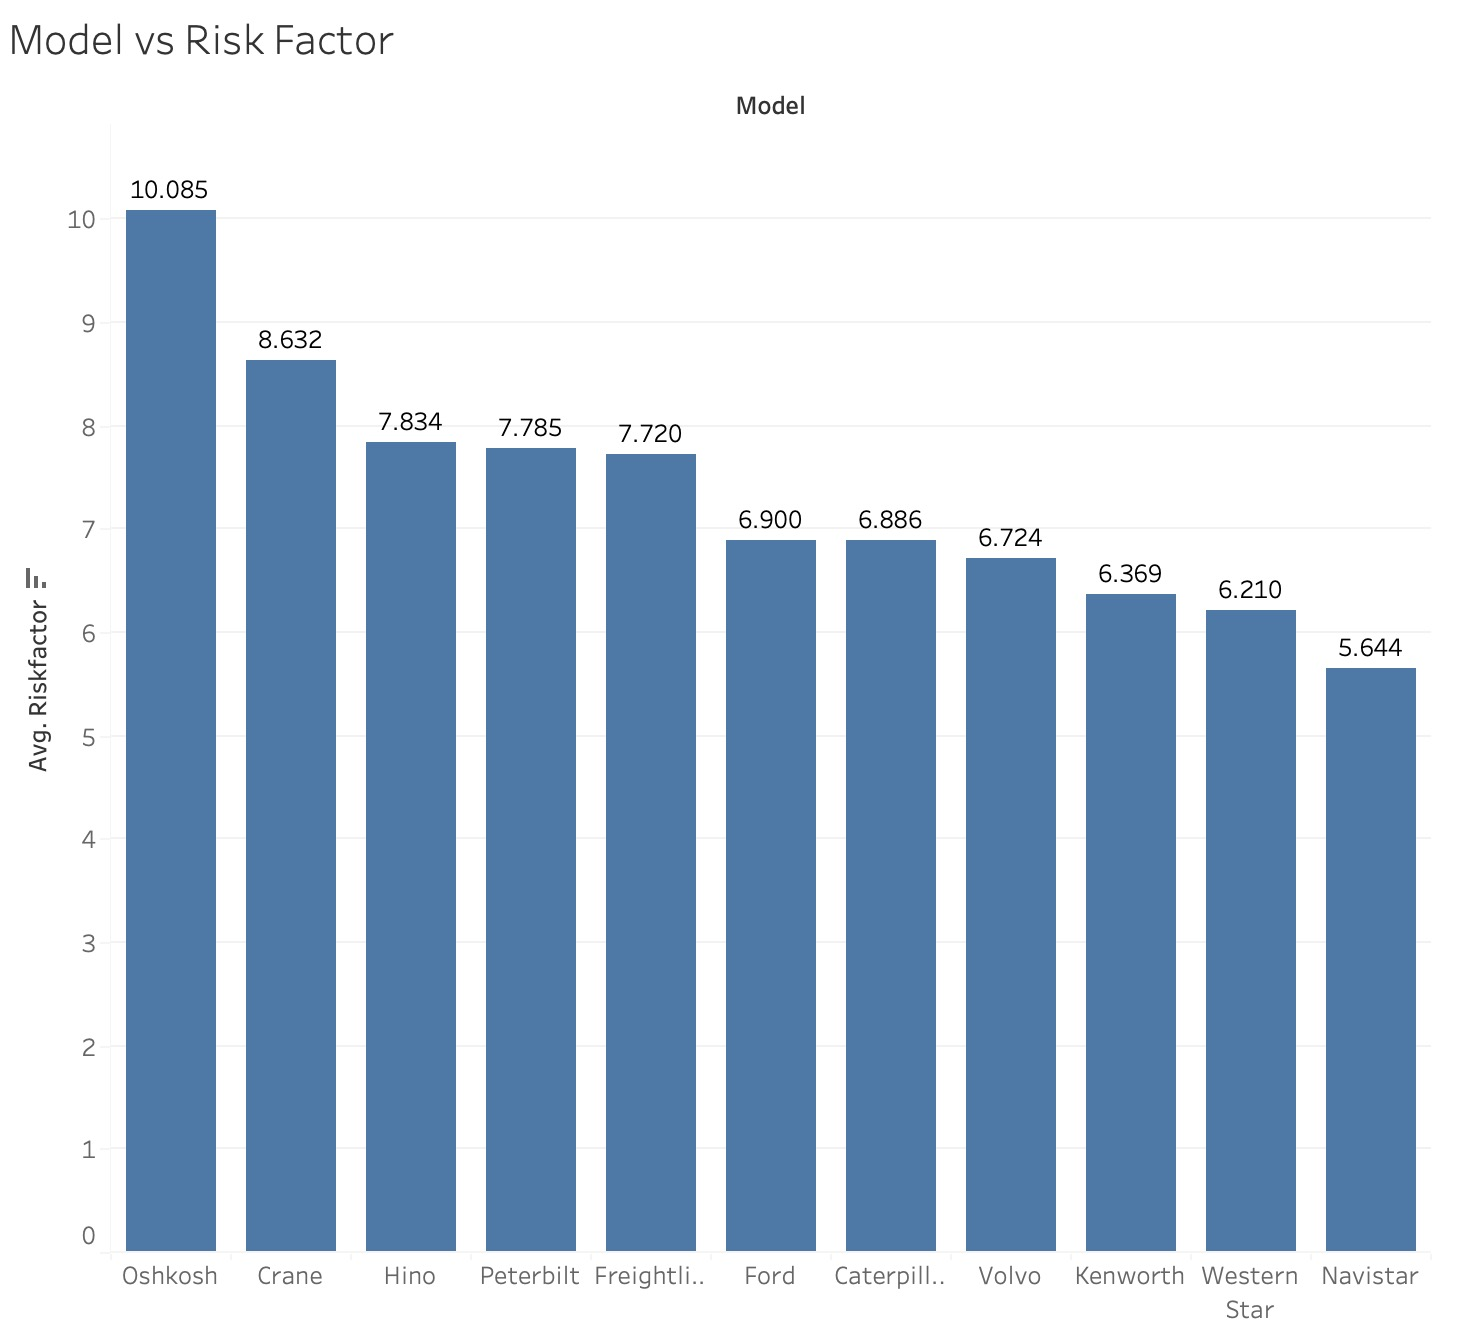 Model vs Risk Factor
Model
10.085
8.632
7.834
7.785
7.720
6.900
6.886
6.724
6.369
6.210
5.644
10
9
8
7
6
5
4
3
2
1
0
Avg. Riskfactor
Oshkosh
Crane
Hino
Peterbilt
Freightli..
Ford
Caterpill..
Volvo
Kenworth
Western
Star
Navistar